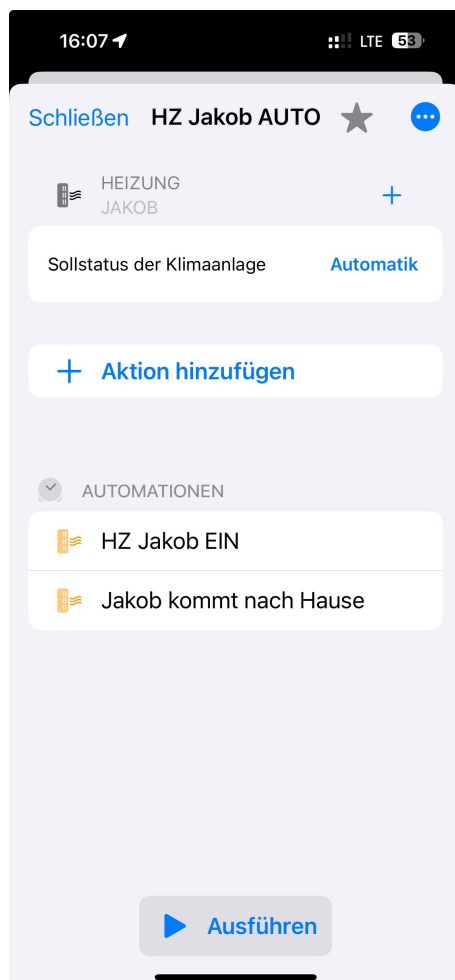 16:07 LTE 53
Schließen HZ Jakob AUTO
HEIZUNG
JAKOB
Sollstatus der Klimaanlage Automatik
Aktion hinzufügen
AUTOMATIONEN
HZ Jakob EIN
Jakob kommt nach Hause
Ausführen